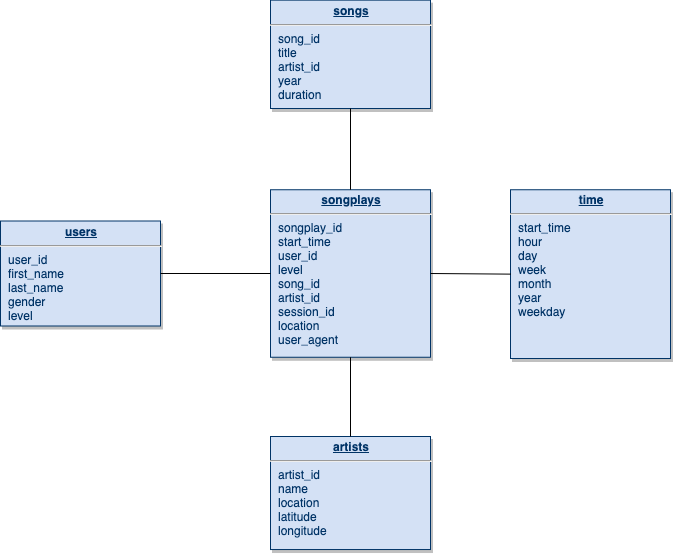 songs
song_id
title
artist_id
year
duration
users
user_id
first_name
last_name
gender
level
songplays
songplay_id
start_time
user_id
level
song_id
artist_id
session_id
location
user_agent
time
start_time
hour
day
week
month
year
weekday
artists
artist_id
name
location
latitude
longitude